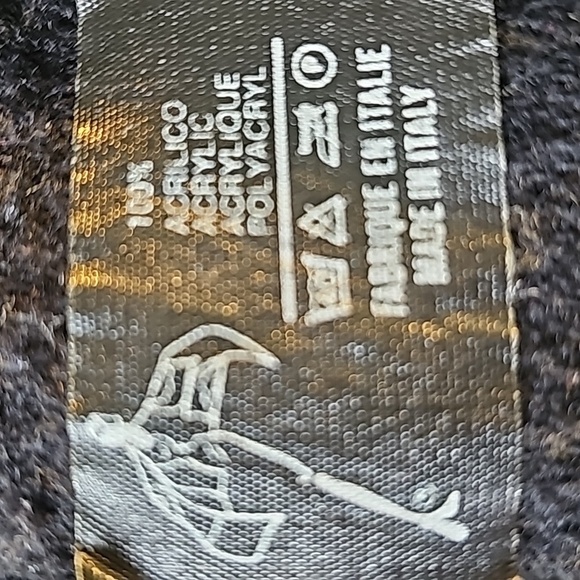 100%
ACRILICO
ACRYLIC
ACRYLIQUE
POLYACRYL
P
FABRIQUE EN ITALIE
MADE IN ITALY